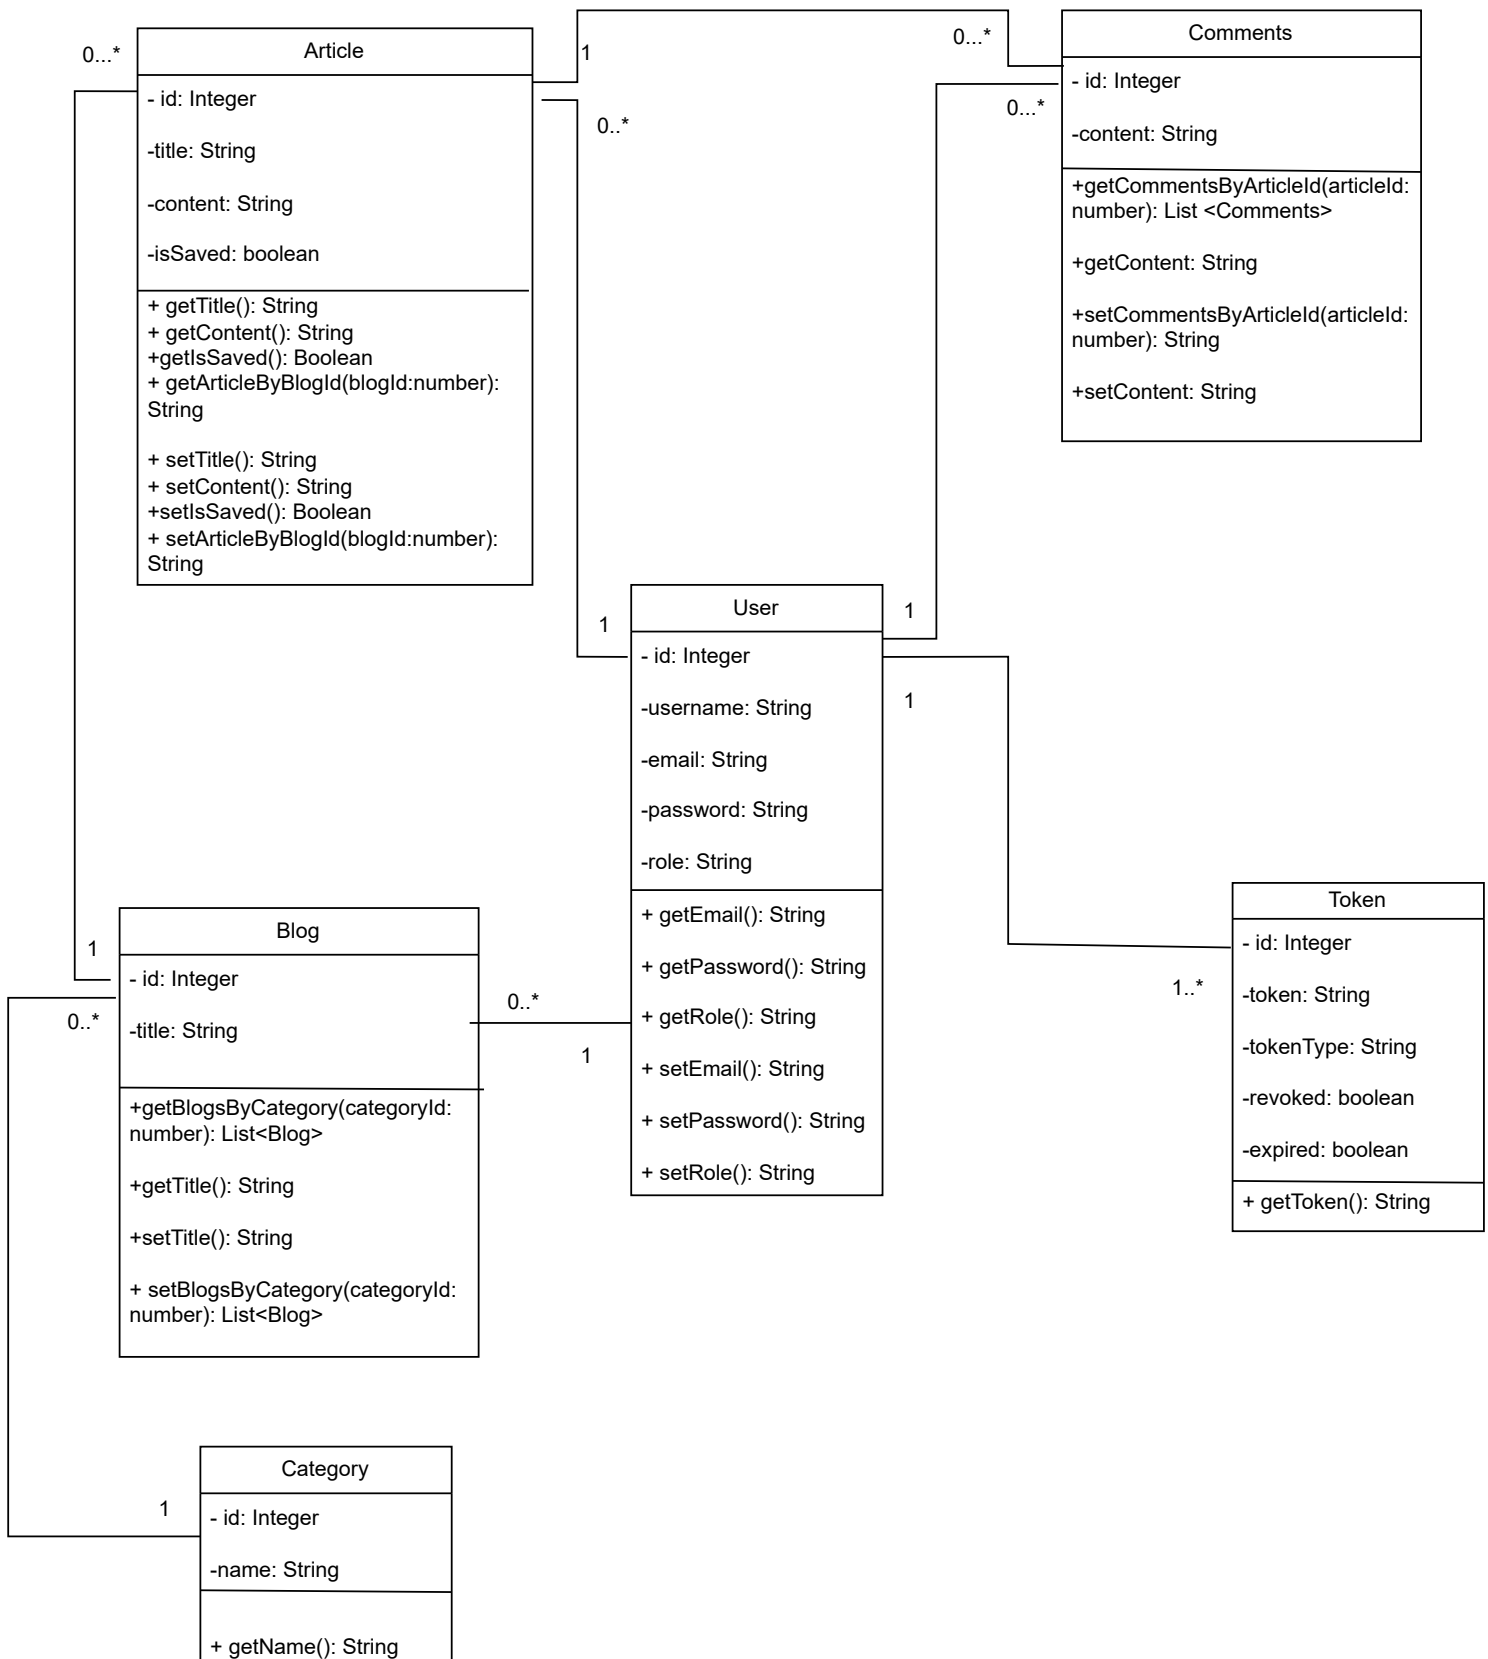 0...*
Article
- id: Integer
-title: String
-content: String
-isSaved: boolean
+ getTitle(): String
+ getContent(): String
+getIsSaved(): Boolean
+ getArticleByBlogId(blogId:number):
String
+ setTitle(): String
+ setContent(): String
+setIsSaved(): Boolean
+ setArticleByBlogId(blogId:number):
String
1
0...*
0..*
0...*
Comments
- id: Integer
-content: String
+getCommentsByArticleId(articleId:
number): List <Comments>
+getContent: String
+setCommentsByArticleId(articleId:
number): String
+setContent: String
1
User
- id: Integer
-username: String
-email: String
-password: String
-role: String
+ getEmail(): String
+ getPassword(): String
+ getRole(): String
+ setEmail(): String
+ setPassword(): String
+ setRole(): String
1
1
1..*
Token
- id: Integer
-token: String
-tokenType: String
-revoked: boolean
-expired: boolean
+ getToken(): String
1
0..*
Blog
- id: Integer
-title: String
+getBlogsByCategory(categoryId:
number): List<Blog>
+getTitle(): String
+setTitle(): String
+ setBlogsByCategory(categoryId:
number): List<Blog>
0..*
1
1
Category
- id: Integer
-name: String
+ getName(): String